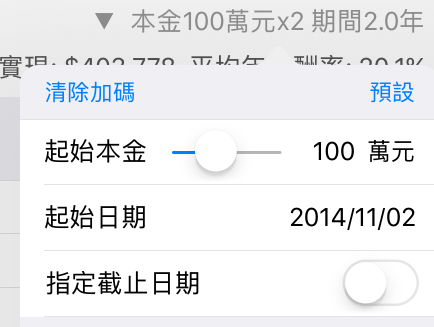 ▼ 本金100萬元x2 期間2.0年
實現: $403,778 平均年 酬率: 20.1%
清除加碼 預設
起始本金 100 萬元
起始日期 2014/11/02
指定截止日期